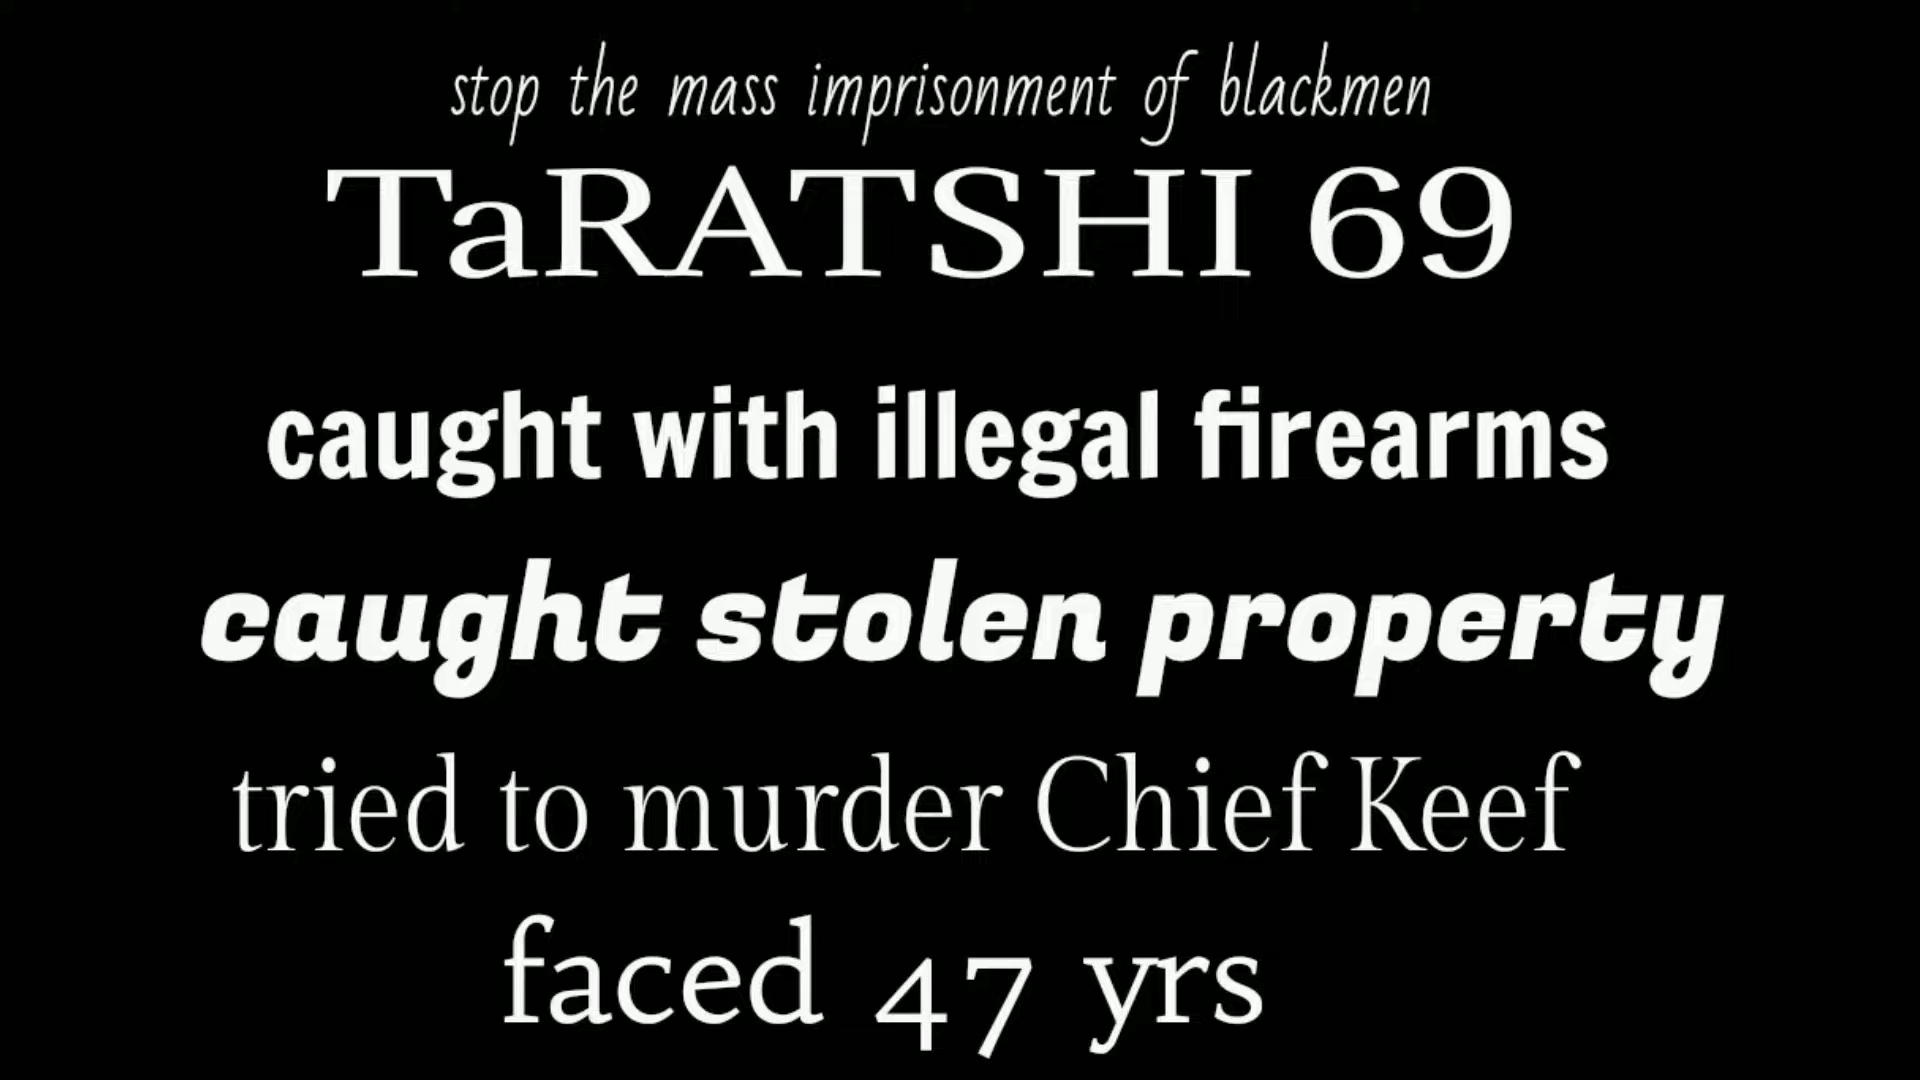 stop the mass imprisonment of blackmen
TaRATSHI 69
caught with illegal firearms
caught stolen property
tried to murder Chief Keef
faced 47 yrs